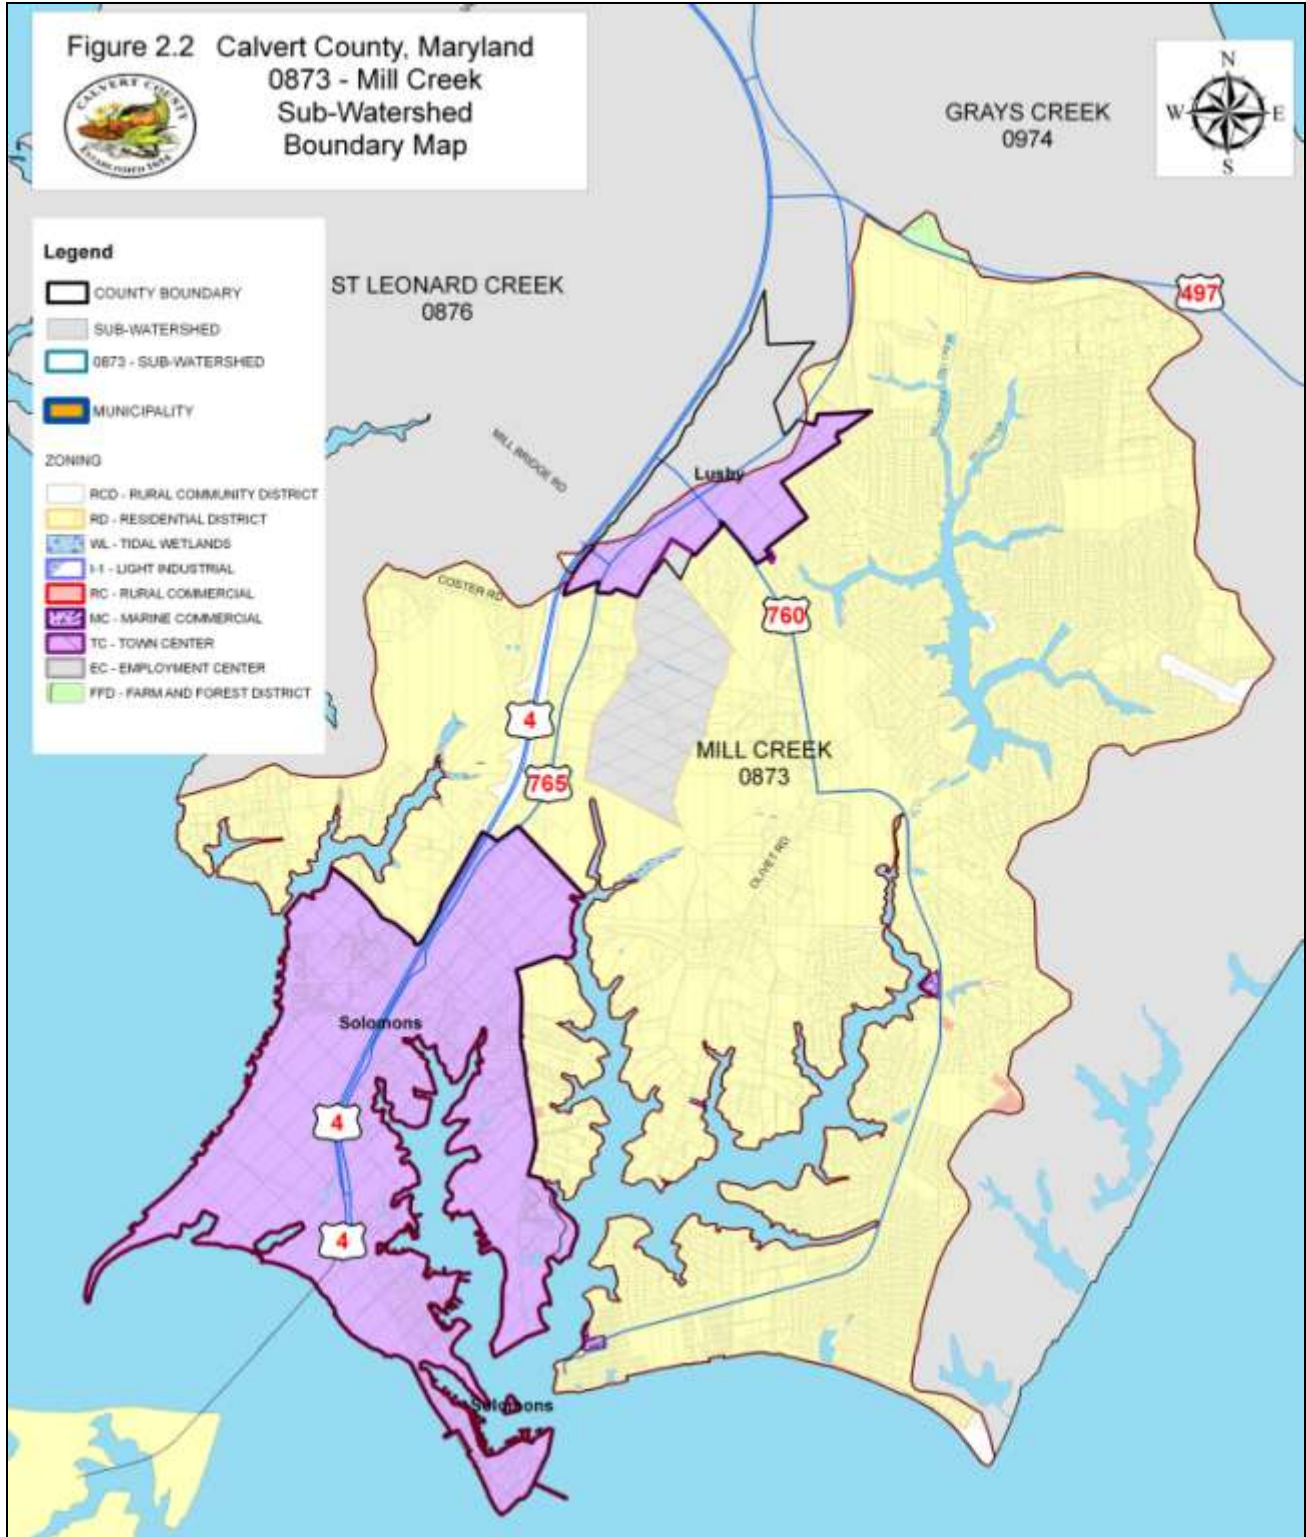 Figure 2.2 Calvert County, Maryland
0873 - Mill Creek
Sub-Watershed
Boundary Map
CALVERT COUNTY
ESTABLISHED 1654
N
W E
S
GRAYS CREEK
0974
Legend
COUNTY BOUNDARY
SUB-WATERSHED
0873 - SUB-WATERSHED
MUNICIPALITY
ZONING
RCD - RURAL COMMUNITY DISTRICT
RD - RESIDENTIAL DISTRICT
WL - TIDAL WETLANDS
I-1 - LIGHT INDUSTRIAL
RC - RURAL COMMERCIAL
MC - MARINE COMMERCIAL
TC - TOWN CENTER
EC - EMPLOYMENT CENTER
FFD - FARM AND FOREST DISTRICT
ST LEONARD CREEK
0876
497
MILL BRIDGE RD
Lusby
COSTER RD
760
4
765
MILL CREEK
0873
OLIVET RD
Solomons
4
4
Solomons